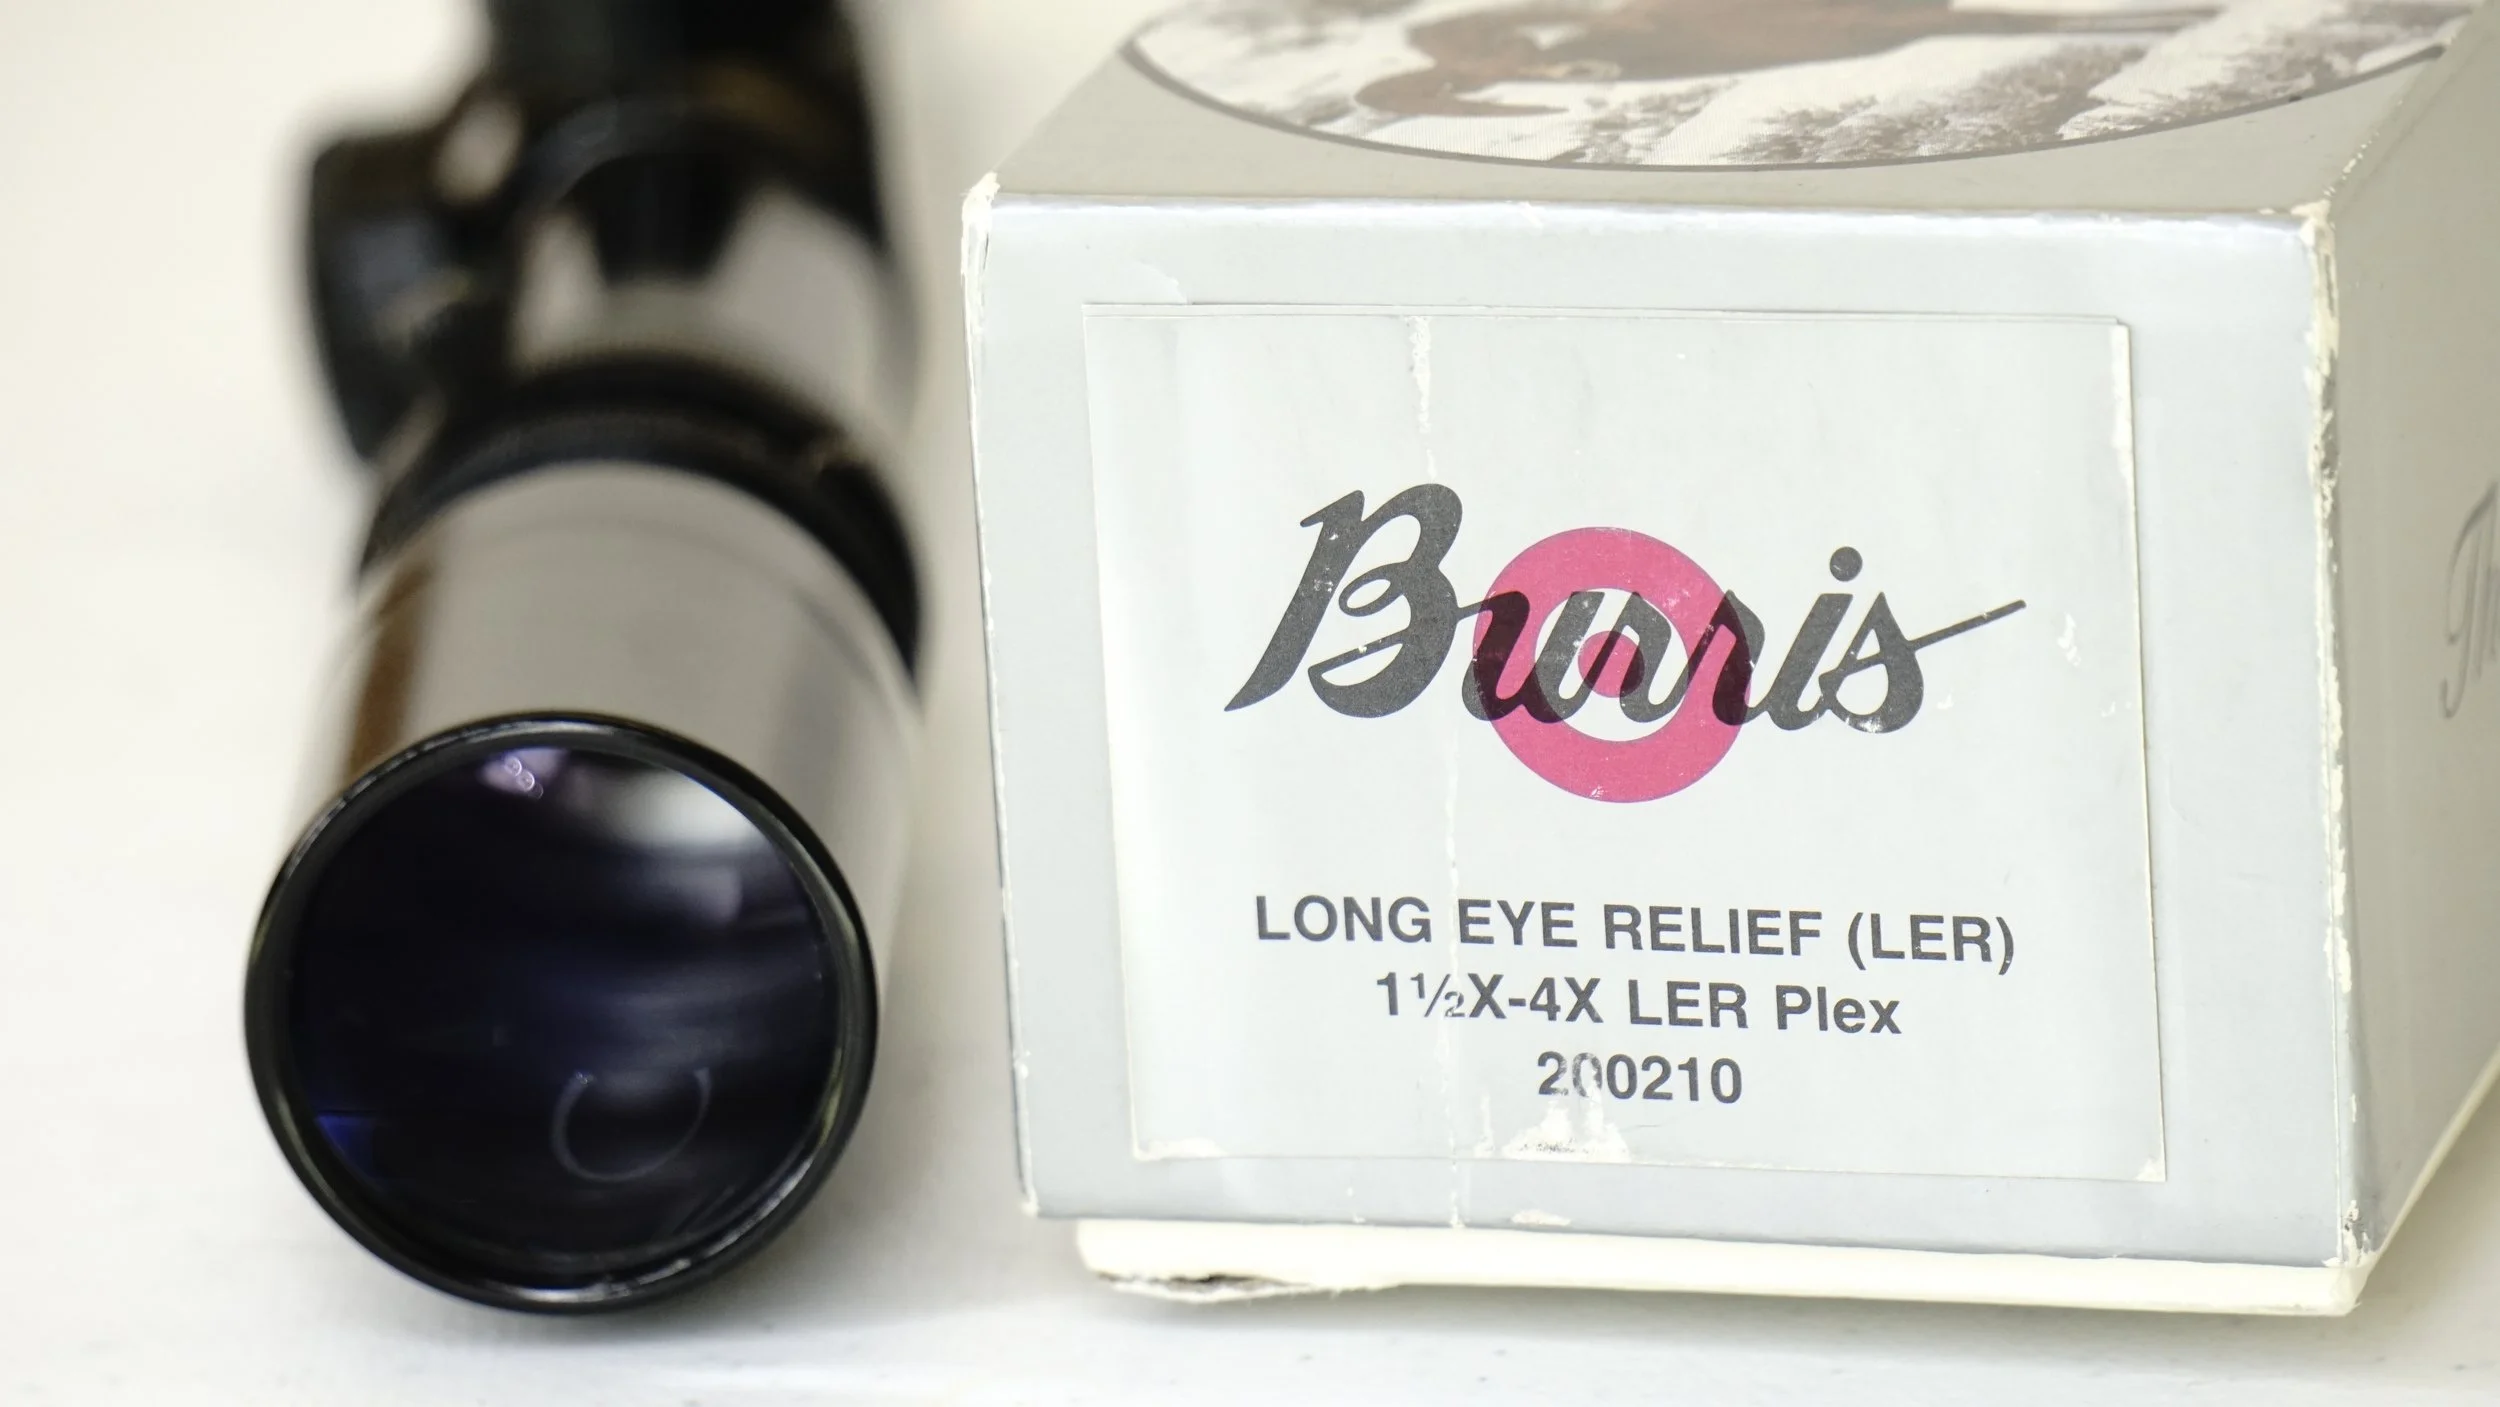 Burris
LONG EYE RELIEF (LER)
1½X-4X LER Plex
200210